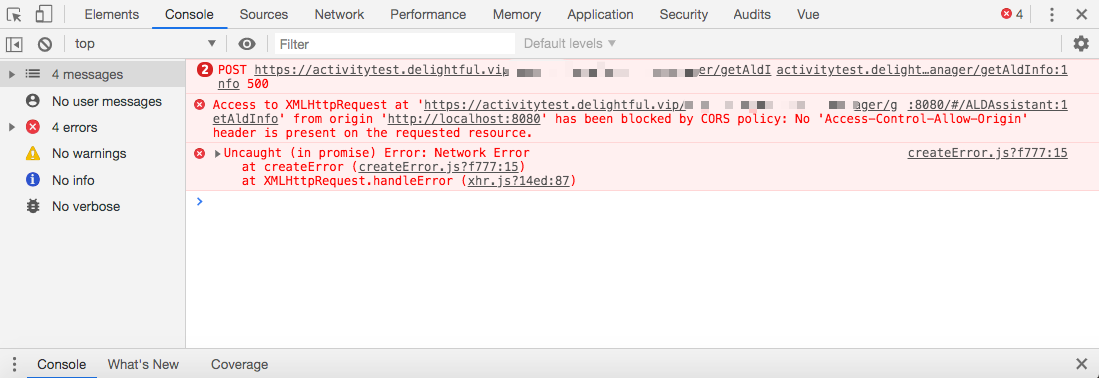 Elements Console Sources Network Performance Memory Application Security Audits Vue 4
top Filter Default levels
4 messages
No user messages
4 errors
No warnings
No info
No verbose
2 POST https://activitytest.delightful.vip er/getAldI activitytest.delight…anager/getAldInfo:1
nfo 500
Access to XMLHttpRequest at 'https://activitytest.delightful.vip/ ager/g :8080/#/ALDAssistant:1
etAldInfo' from origin 'http://localhost:8080' has been blocked by CORS policy: No 'Access-Control-Allow-Origin'
header is present on the requested resource.
Uncaught (in promise) Error: Network Error createError.js?f777:15
at createError (createError.js?f777:15)
at XMLHttpRequest.handleError (xhr.js?14ed:87)
Console What's New Coverage